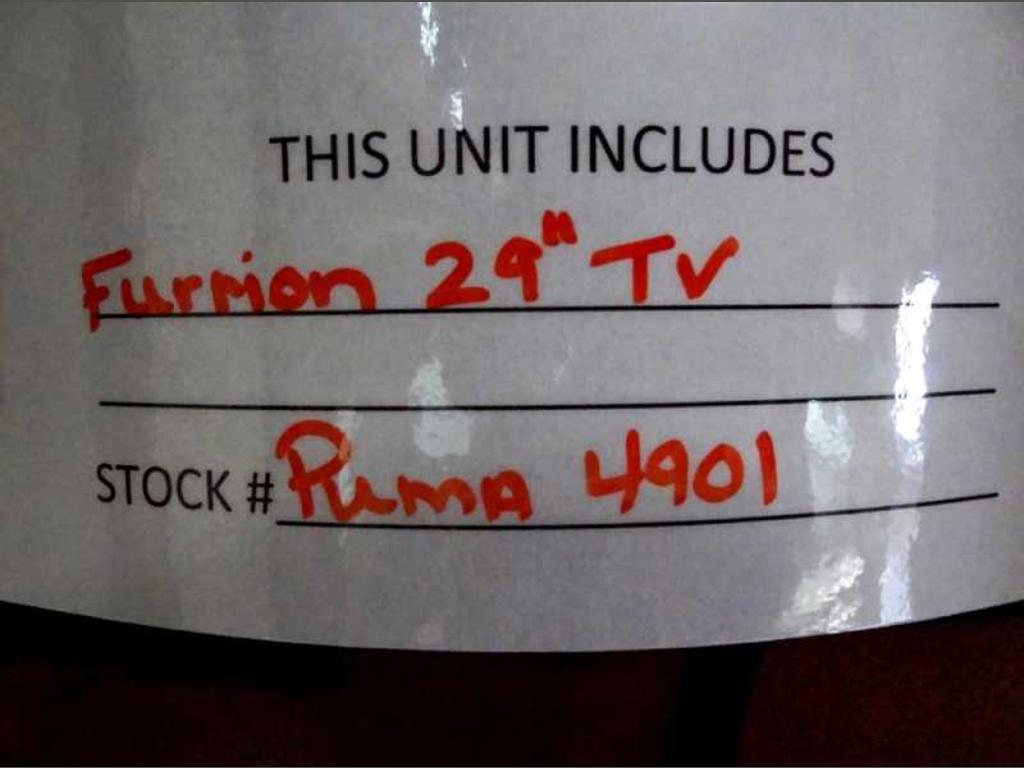 THIS UNIT INCLUDES
Furrion 29" TV
STOCK # Puma 4901